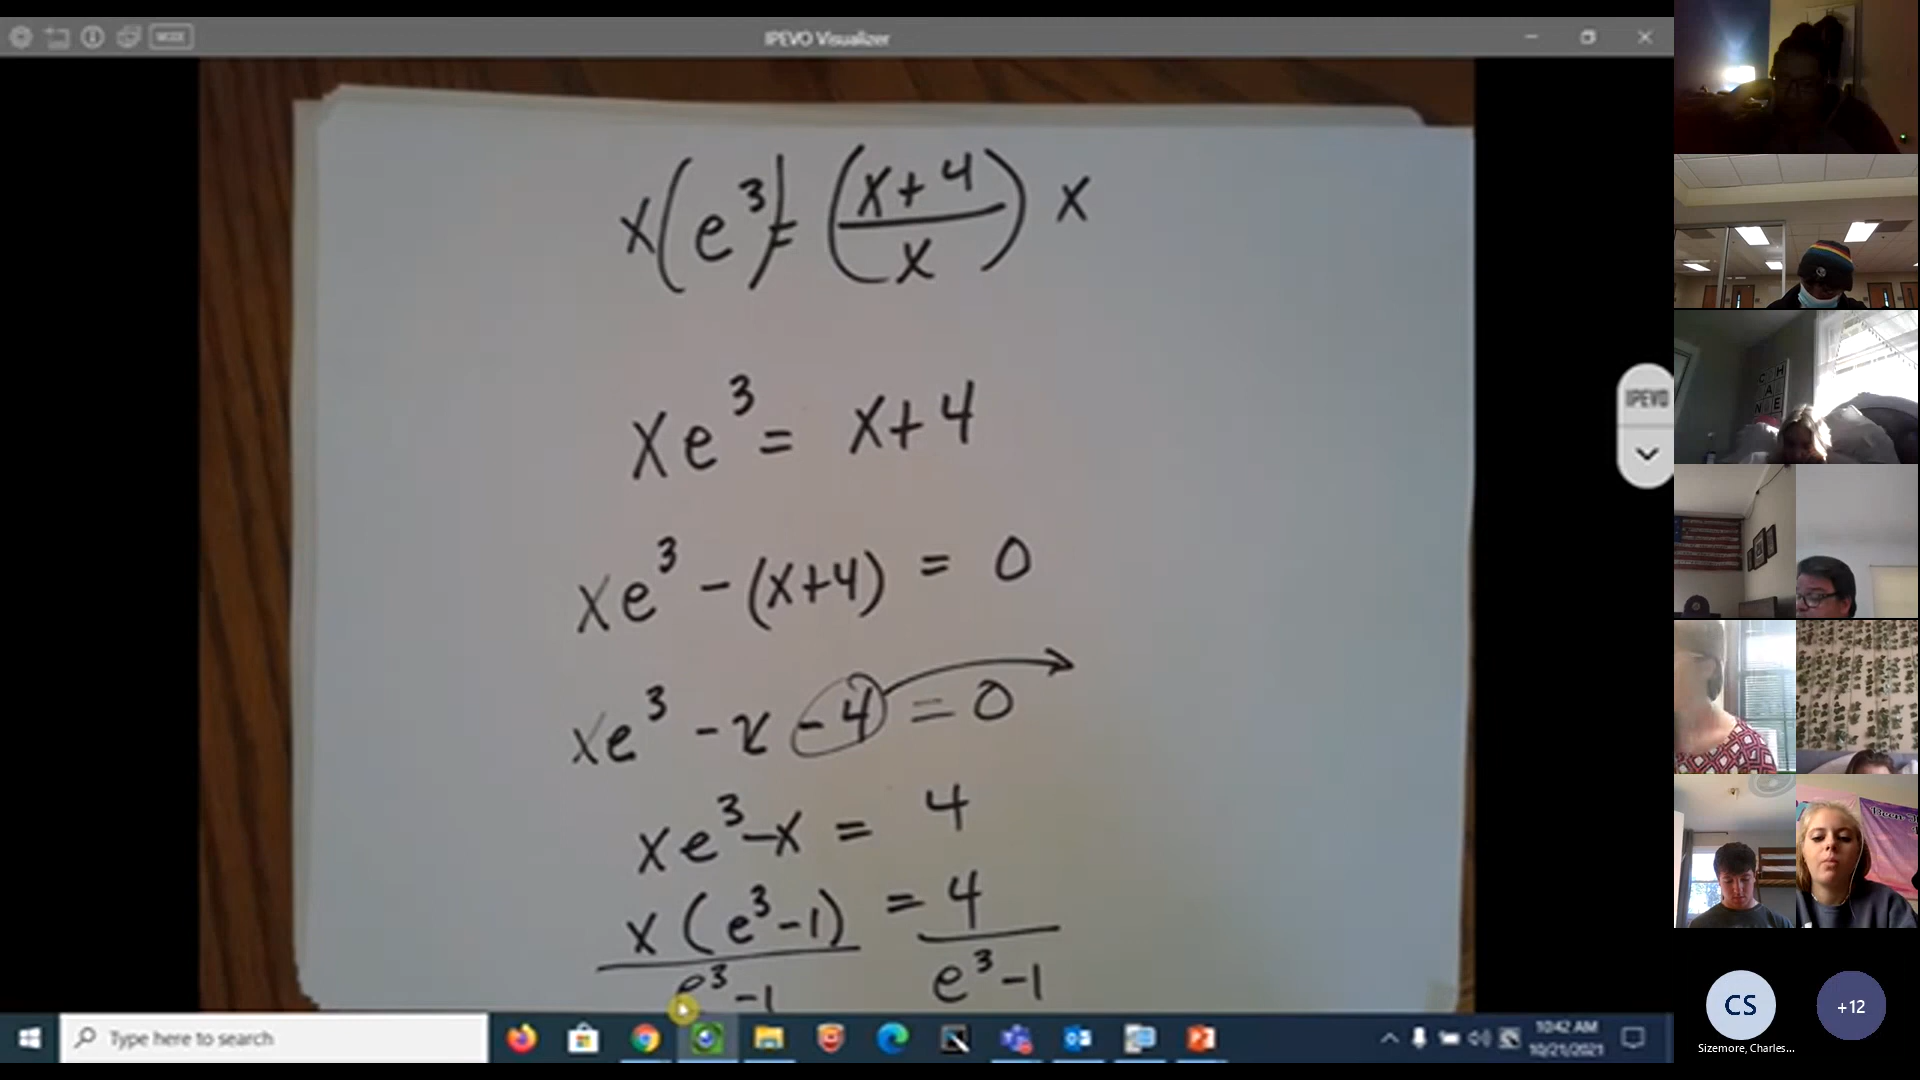 MODE
IPEVO Visualizer
x(e³) = (x+4/x) x
xe³ = x+4
xe³ - (x+4) = 0
xe³ - x - 4 = 0
xe³ - x = 4
x(e³-1) = 4
e³-1 e³-1
IPEVO
C H
A
N E
Type here to search
10:42 AM
10/21/2021
CS
+12
Sizemore, Charles...